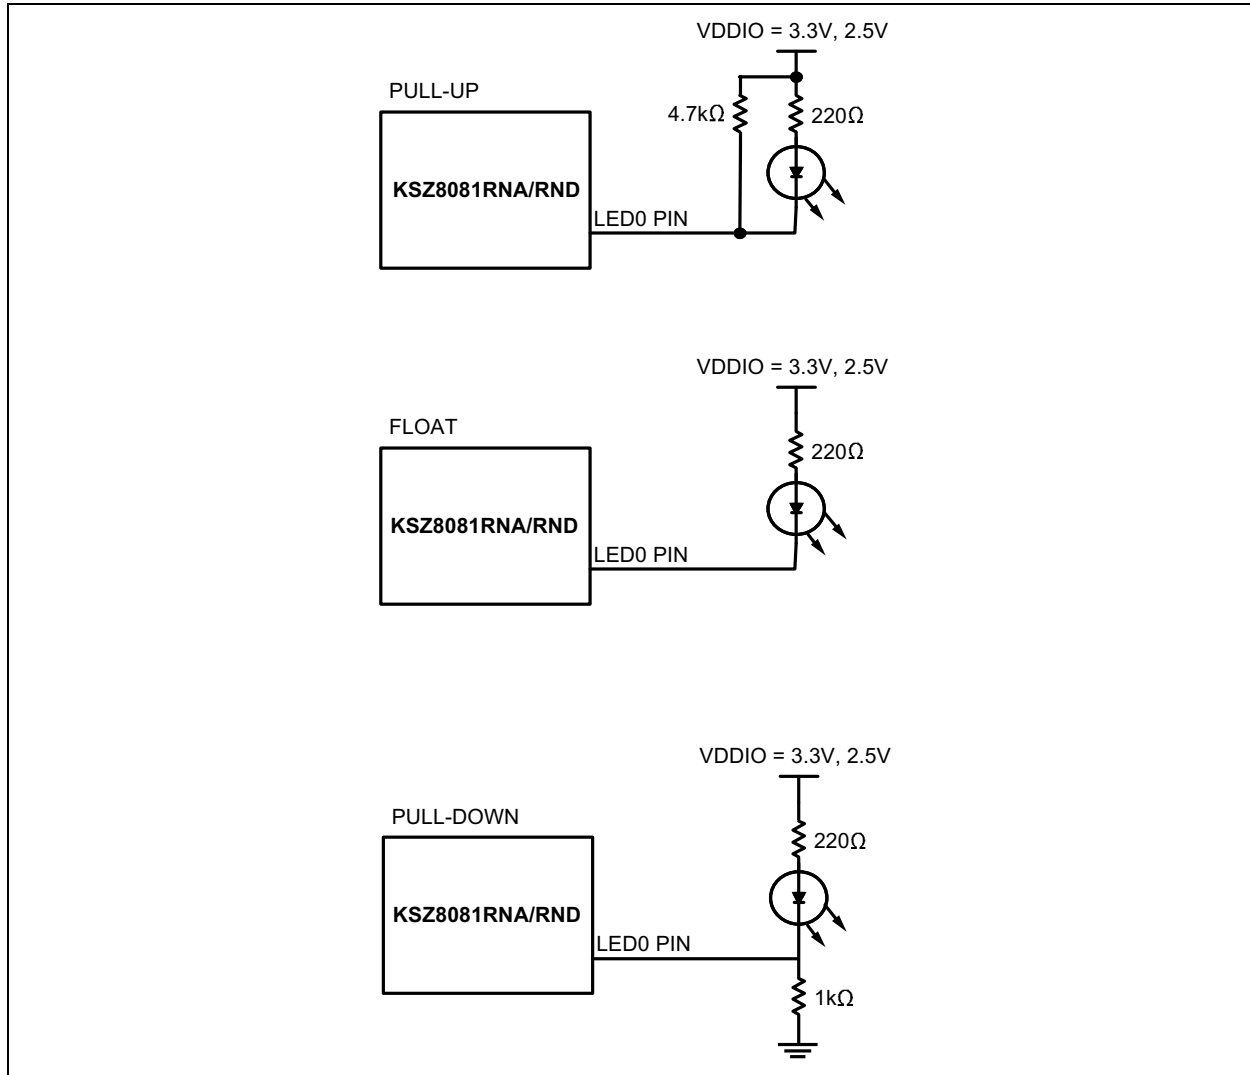 VDDIO = 3.3V, 2.5V
PULL-UP
4.7kΩ
220Ω
KSZ8081RNA/RND
LED0 PIN
VDDIO = 3.3V, 2.5V
FLOAT
220Ω
KSZ8081RNA/RND
LED0 PIN
VDDIO = 3.3V, 2.5V
PULL-DOWN
220Ω
KSZ8081RNA/RND
LED0 PIN
1kΩ